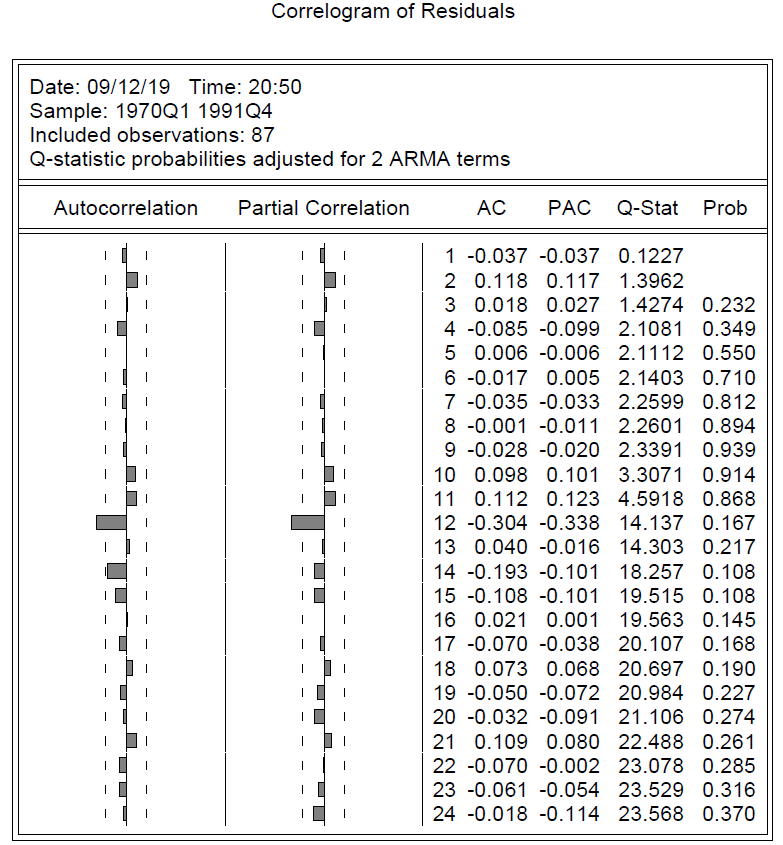 Correlogram of Residuals
Date: 09/12/19 Time: 20:50
Sample: 1970Q1 1991Q4
Included observations: 87
Q-statistic probabilities adjusted for 2 ARMA terms
Autocorrelation Partial Correlation AC PAC Q-Stat Prob
1 -0.037 -0.037 0.1227
2 0.118 0.117 1.3962
3 0.018 0.027 1.4274 0.232
4 -0.085 -0.099 2.1081 0.349
5 0.006 -0.006 2.1112 0.550
6 -0.017 0.005 2.1403 0.710
7 -0.035 -0.033 2.2599 0.812
8 -0.001 -0.011 2.2601 0.894
9 -0.028 -0.020 2.3391 0.939
10 0.098 0.101 3.3071 0.914
11 0.112 0.123 4.5918 0.868
12 -0.304 -0.338 14.137 0.167
13 0.040 -0.016 14.303 0.217
14 -0.193 -0.101 18.257 0.108
15 -0.108 -0.101 19.515 0.108
16 0.021 0.001 19.563 0.145
17 -0.070 -0.038 20.107 0.168
18 0.073 0.068 20.697 0.190
19 -0.050 -0.072 20.984 0.227
20 -0.032 -0.091 21.106 0.274
21 0.109 0.080 22.488 0.261
22 -0.070 -0.002 23.078 0.285
23 -0.061 -0.054 23.529 0.316
24 -0.018 -0.114 23.568 0.370